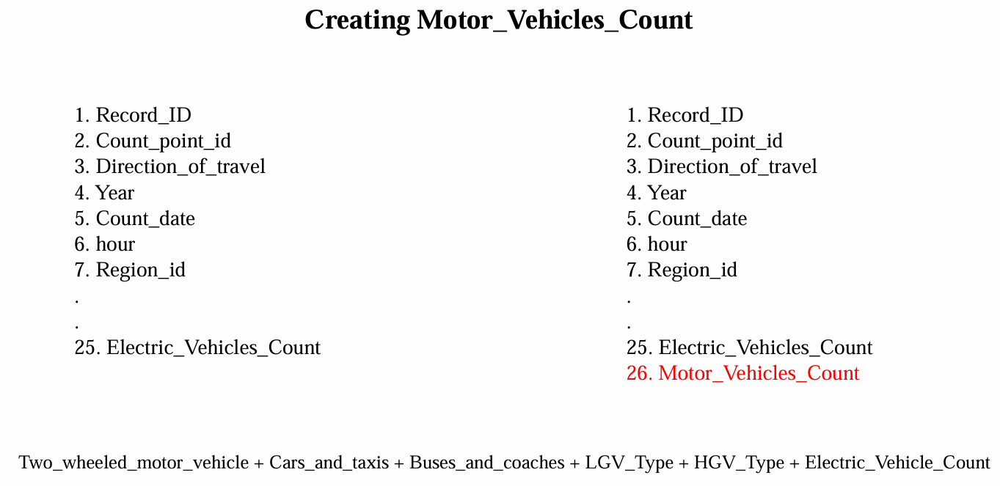 Creating Motor_Vehicles_Count
1. Record_ID
2. Count_point_id
3. Direction_of_travel
4. Year
5. Count_date
6. hour
7. Region_id
.
.
25. Electric_Vehicles_Count
1. Record_ID
2. Count_point_id
3. Direction_of_travel
4. Year
5. Count_date
6. hour
7. Region_id
.
.
25. Electric_Vehicles_Count
26. Motor_Vehicles_Count
Two_wheeled_motor_vehicle + Cars_and_taxis + Buses_and_coaches + LGV_Type + HGV_Type + Electric_Vehicle_Count